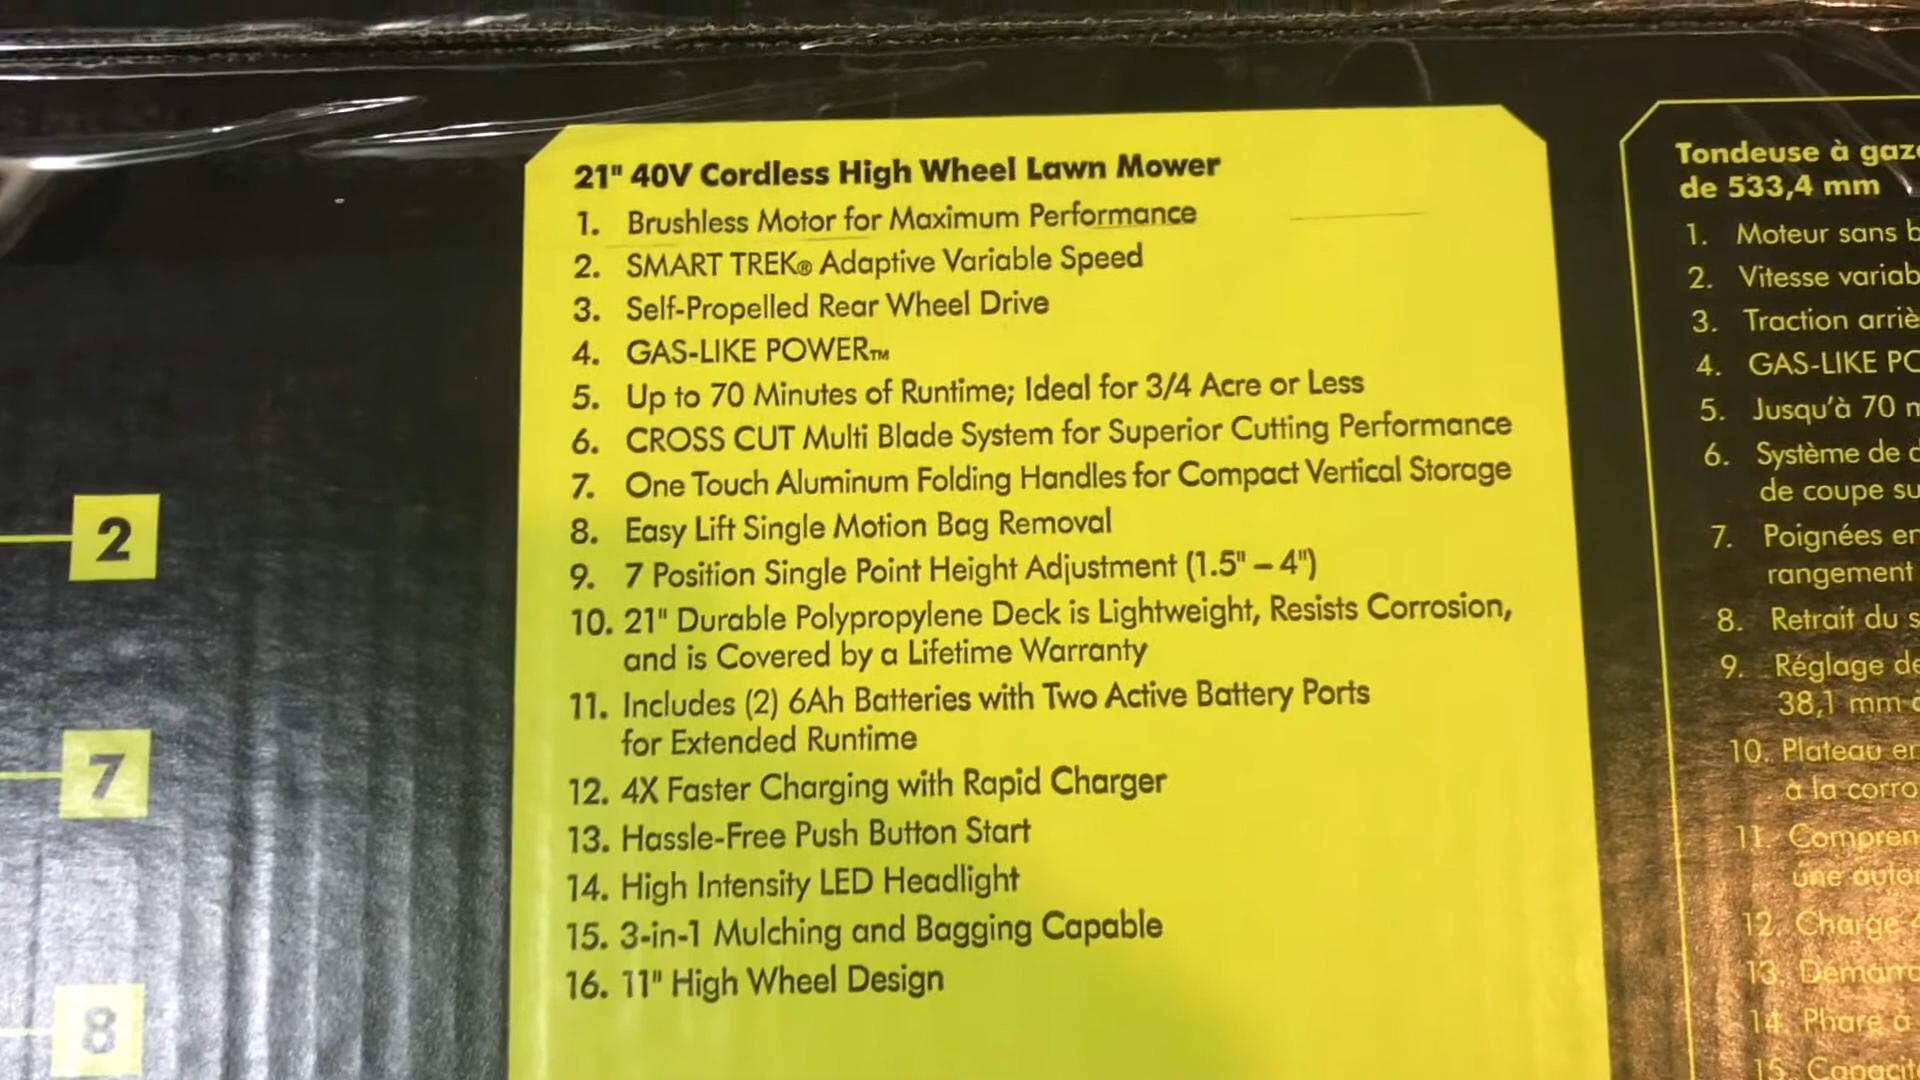 21" 40V Cordless High Wheel Lawn Mower
1. Brushless Motor for Maximum Performance
2. SMART TREK® Adaptive Variable Speed
3. Self-Propelled Rear Wheel Drive
4. GAS-LIKE POWER™
5. Up to 70 Minutes of Runtime; Ideal for 3/4 Acre or Less
6. CROSS CUT Multi Blade System for Superior Cutting Performance
7. One Touch Aluminum Folding Handles for Compact Vertical Storage
8. Easy Lift Single Motion Bag Removal
9. 7 Position Single Point Height Adjustment (1.5" – 4")
10. 21" Durable Polypropylene Deck is Lightweight, Resists Corrosion,
and is Covered by a Lifetime Warranty
11. Includes (2) 6Ah Batteries with Two Active Battery Ports
for Extended Runtime
12. 4X Faster Charging with Rapid Charger
13. Hassle-Free Push Button Start
14. High Intensity LED Headlight
15. 3-in-1 Mulching and Bagging Capable
16. 11" High Wheel Design
2
7
8
Tondeuse à
de 533,4 mm
1. Moteur sans
2. Vitesse
3. Traction
4. GAS-LIKE
5. Jusqu'à 70
6. Système de
de coupe
7. Poignées
rangement
8. Retrait du
9. Réglage
38,1 mm
10. Plateau
à la
11.
une
12. Charge
13.
14. Phare à
15.